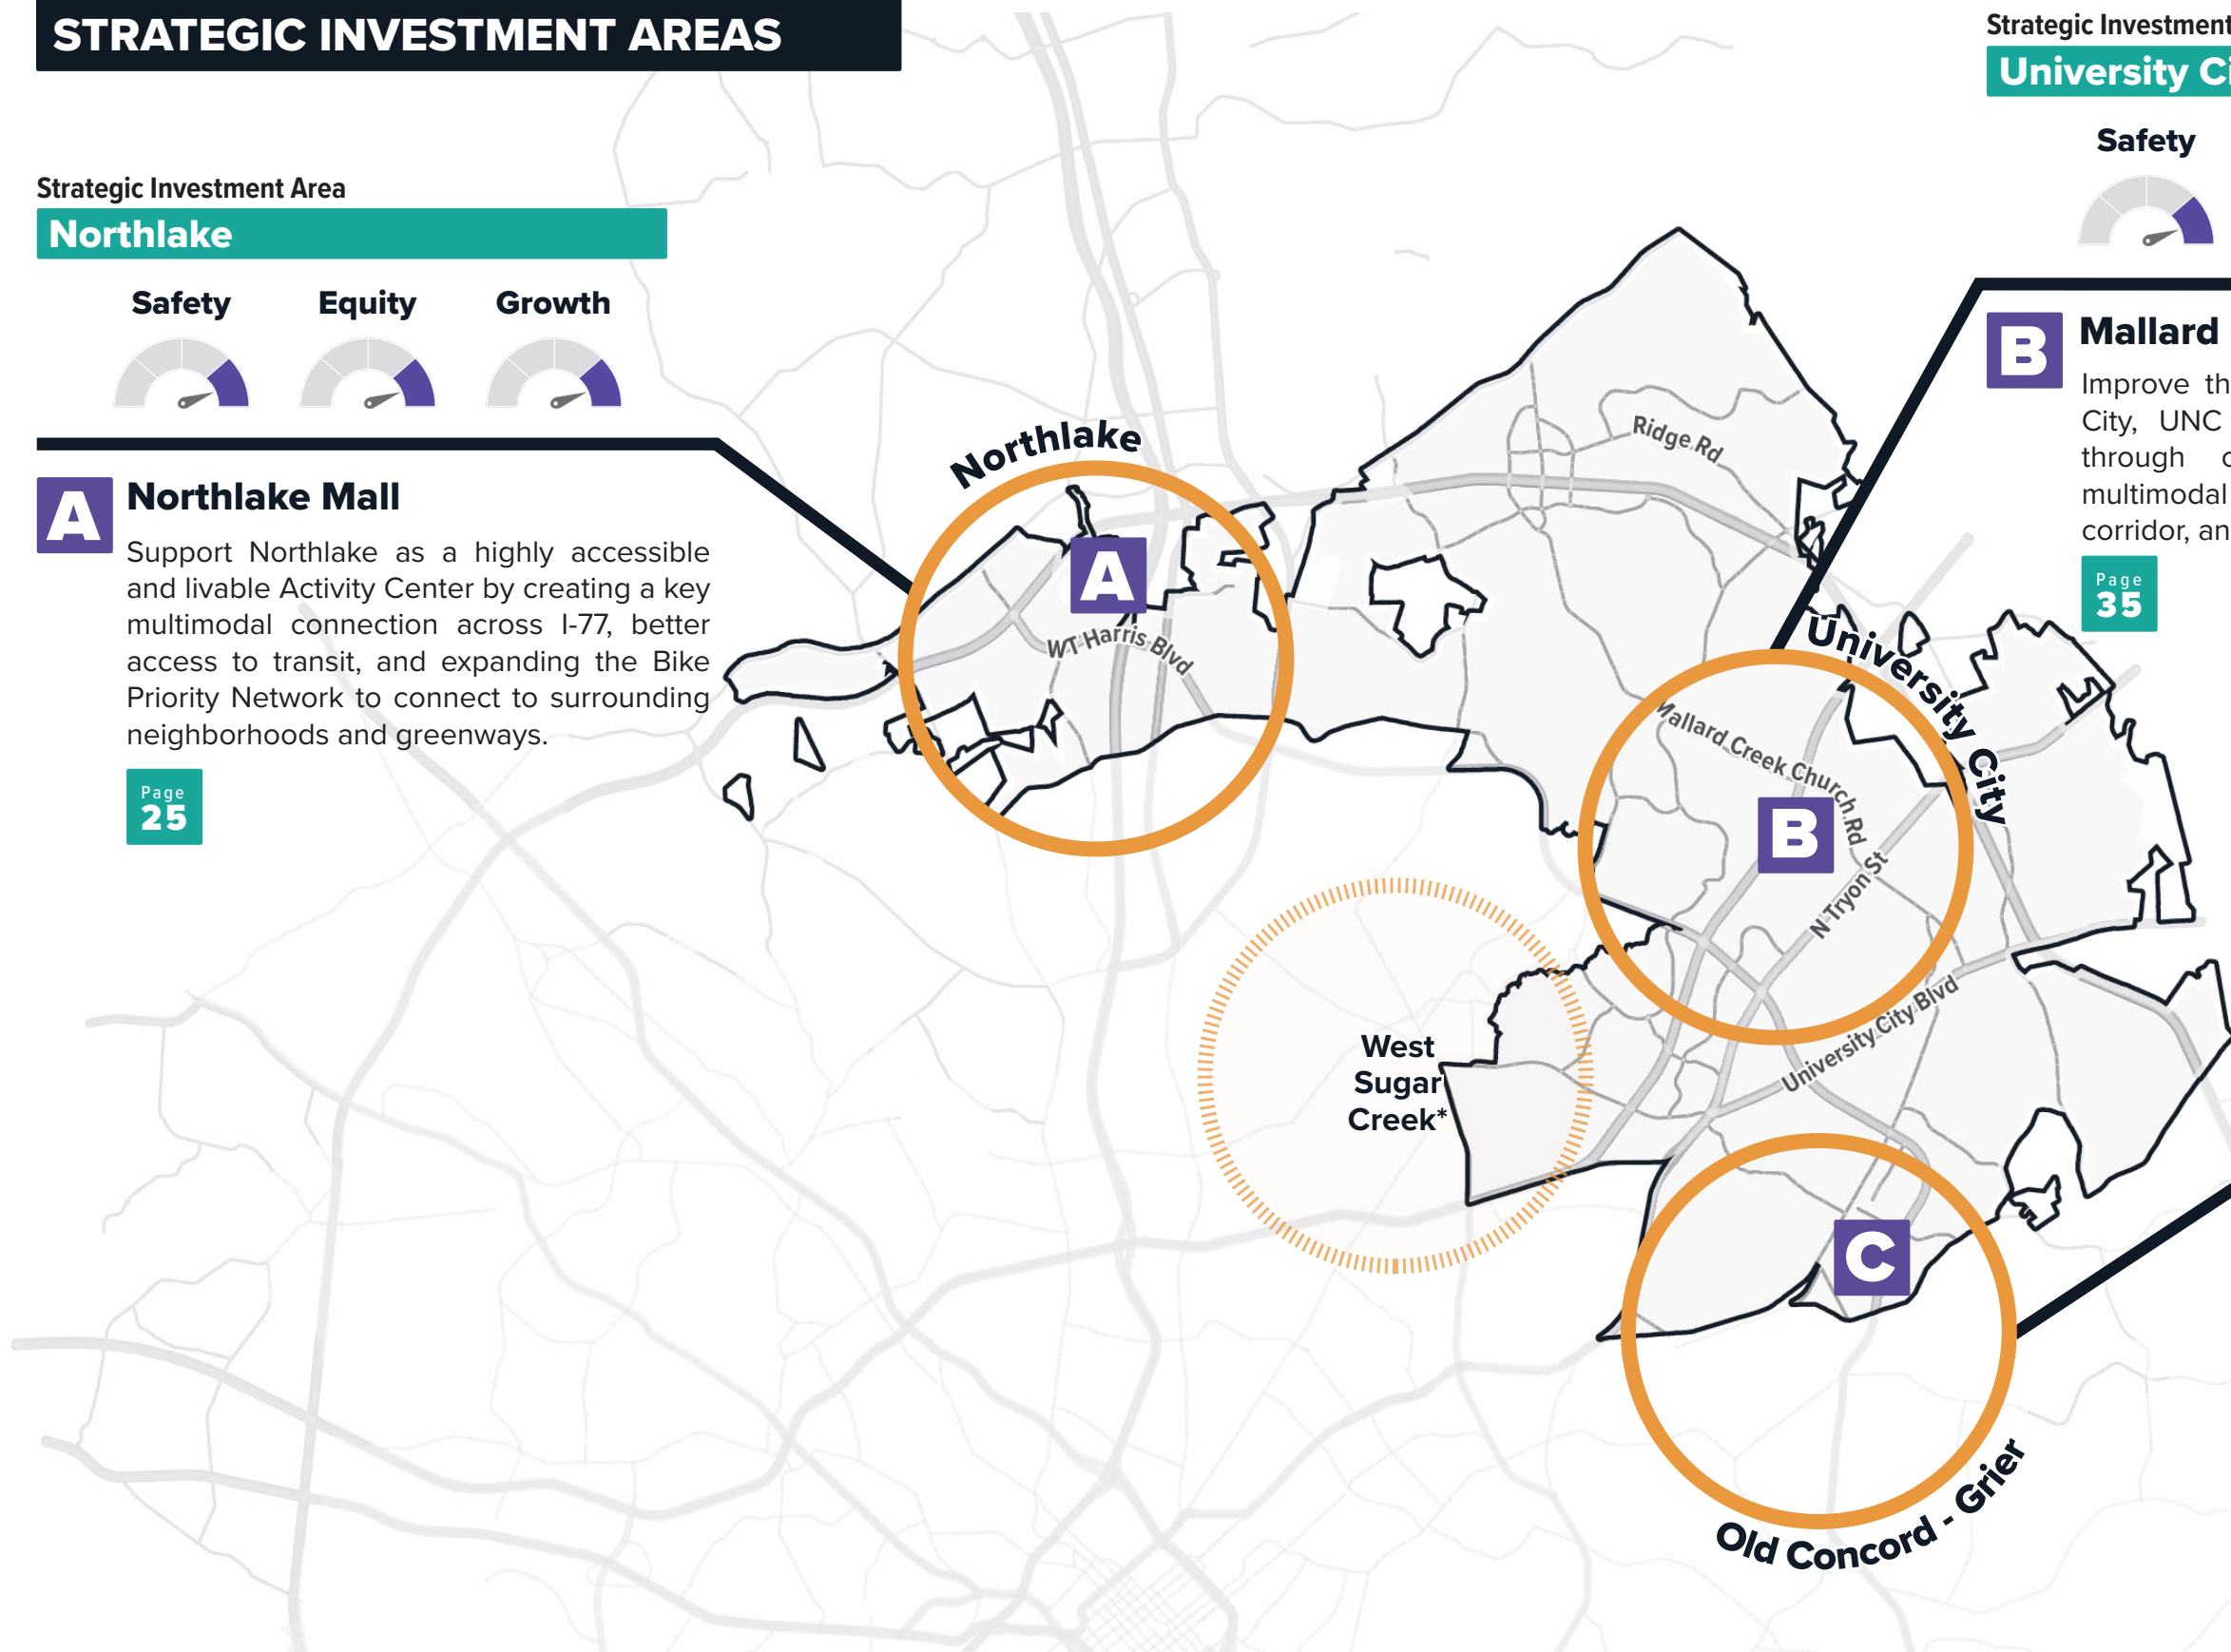 STRATEGIC INVESTMENT AREAS
Strategic Investment Area
Northlake
Safety Equity Growth
A Northlake Mall
Support Northlake as a highly accessible
and livable Activity Center by creating a key
multimodal connection across I-77, better
access to transit, and expanding the Bike
Priority Network to connect to surrounding
neighborhoods and greenways.
Page
25
Strategic Investment
University Ci
Safety
B Mallard
Improve th
City, UNC
through c
multimodal
corridor, an
Page
35
Northlake
A
WT Harris Blvd
Ridge Rd
University City
Mallard Creek Church Rd
B
N Tryon St
University City Blvd
West
Sugar
Creek*
C
Old Concord - Grier